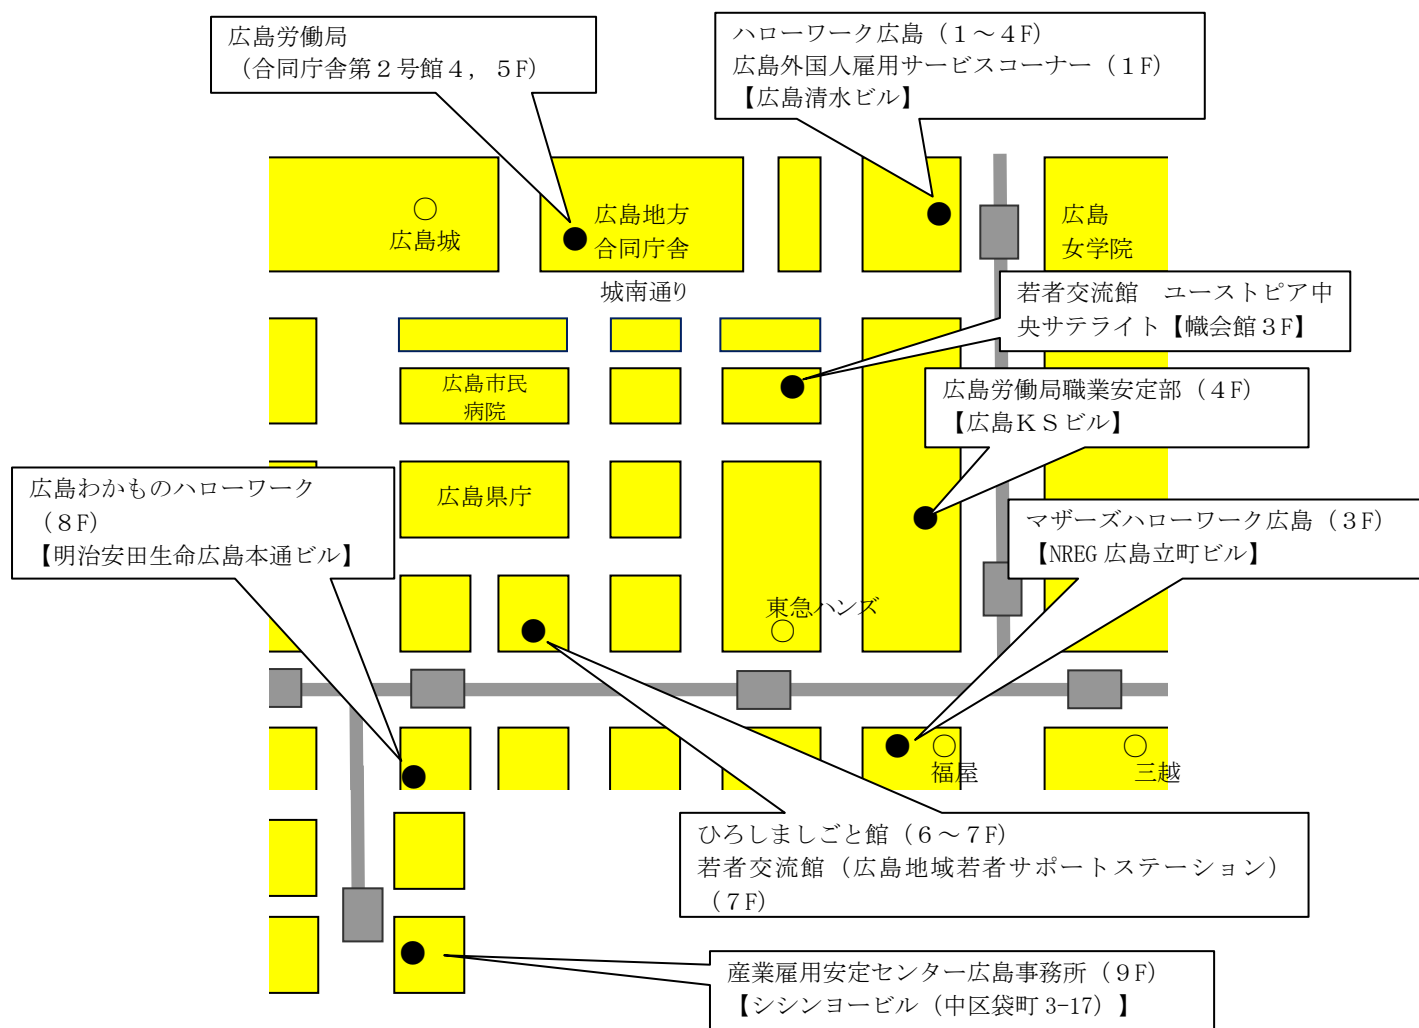 広島労働局
(合同庁舎第2号館4，5F)
ハローワーク広島（1～4F）
広島外国人雇用サービスコーナー（1F）
【広島清水ビル】
広島城
広島地方
合同庁舎
広島
女学院
城南通り
若者交流館　ユーストピア中
央サテライト【幟会館3F】
広島市民
病院
広島労働局職業安定部（4F）
【広島KSビル】
広島わかものハローワーク
（8F）
【明治安田生命広島本通ビル】
広島県庁
マザーズハローワーク広島（3F）
【NREG 広島立町ビル】
東急ハンズ
福屋
三越
ひろしましごと館（6～7F）
若者交流館（広島地域若者サポートステーション）
（7F）
産業雇用安定センター広島事務所（9F）
【シシンヨービル（中区袋町 3-17）】